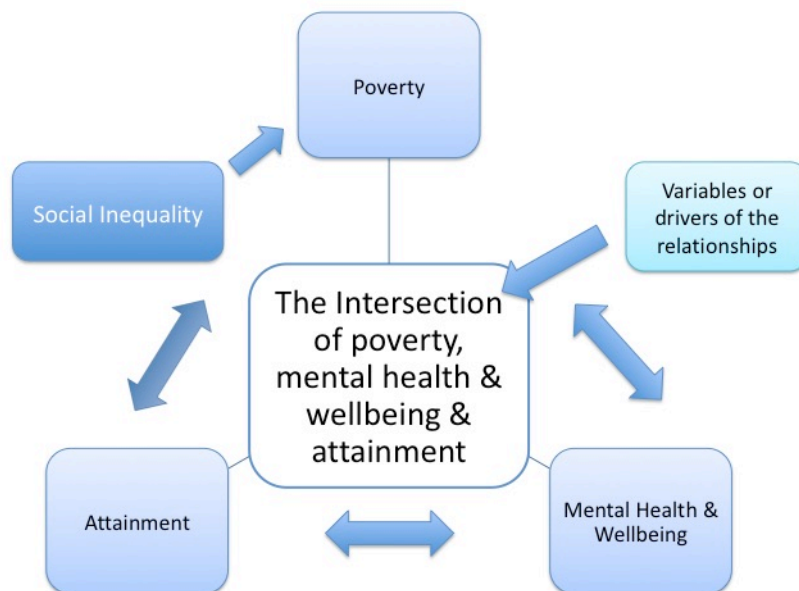 Poverty
Social Inequality
Variables or
drivers of the
relationships
The Intersection
of poverty,
mental health &
wellbeing &
attainment
Attainment
Mental Health &
Wellbeing